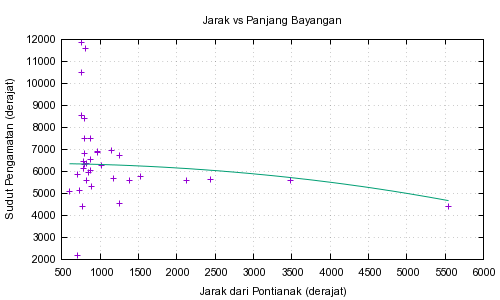 Jarak vs Panjang Bayangan
12000
11000
10000
9000
8000
7000
6000
5000
4000
3000
2000
Sudut Pengamatan (derajat)
500 1000 1500 2000 2500 3000 3500 4000 4500 5000 5500 6000
Jarak dari Pontianak (derajat)